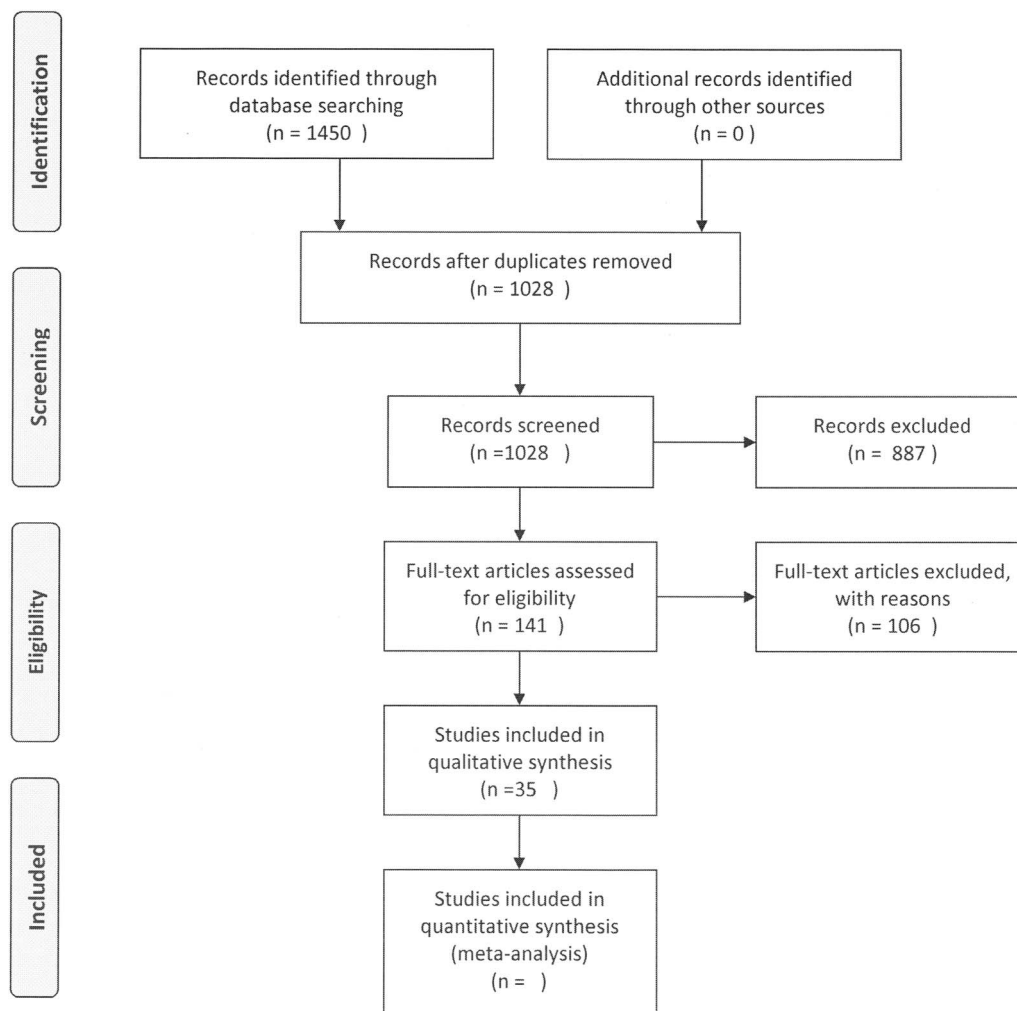 Identification
Records identified through
database searching
(n = 1450  )
Additional records identified
through other sources
(n = 0  )
Records after duplicates removed
(n = 1028  )
Screening
Records screened
(n =1028  )
Records excluded
(n =  887 )
Eligibility
Full-text articles assessed
for eligibility
(n = 141  )
Full-text articles excluded,
with reasons
(n = 106  )
Studies included in
qualitative synthesis
(n =35  )
Included
Studies included in
quantitative synthesis
(meta-analysis)
(n =  )